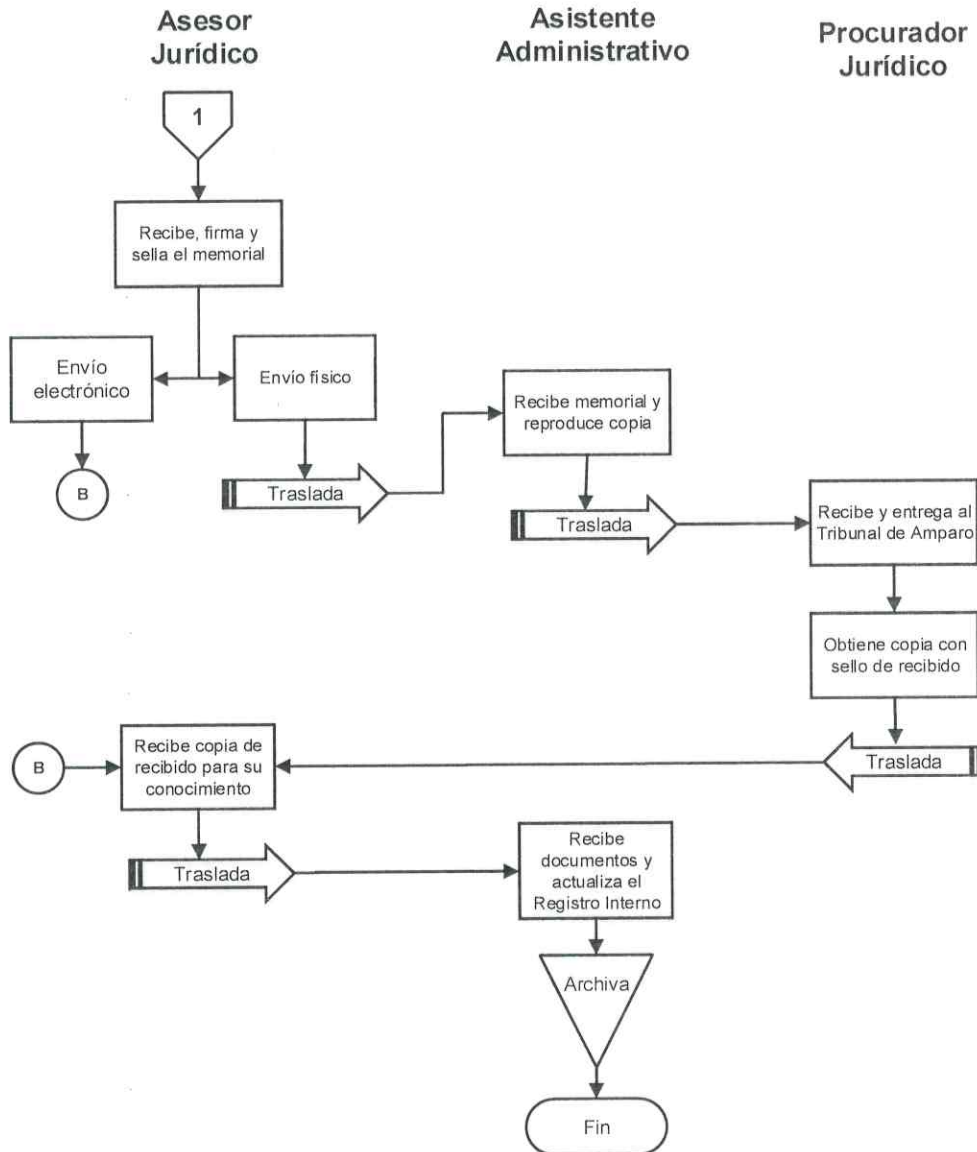 Asesor
Jurídico
Asistente
Administrativo
Procurador
Jurídico
1
Recibe, firma y
sella el memorial
Envío
electrónico
Envío físico
B
Traslada
Recibe memorial y
reproduce copia
Traslada
Recibe y entrega al
Tribunal de Amparo
Obtiene copia con
sello de recibido
Traslada
B
Recibe copia de
recibido para su
conocimiento
Traslada
Recibe
documentos y
actualiza el
Registro Interno
Archiva
Fin